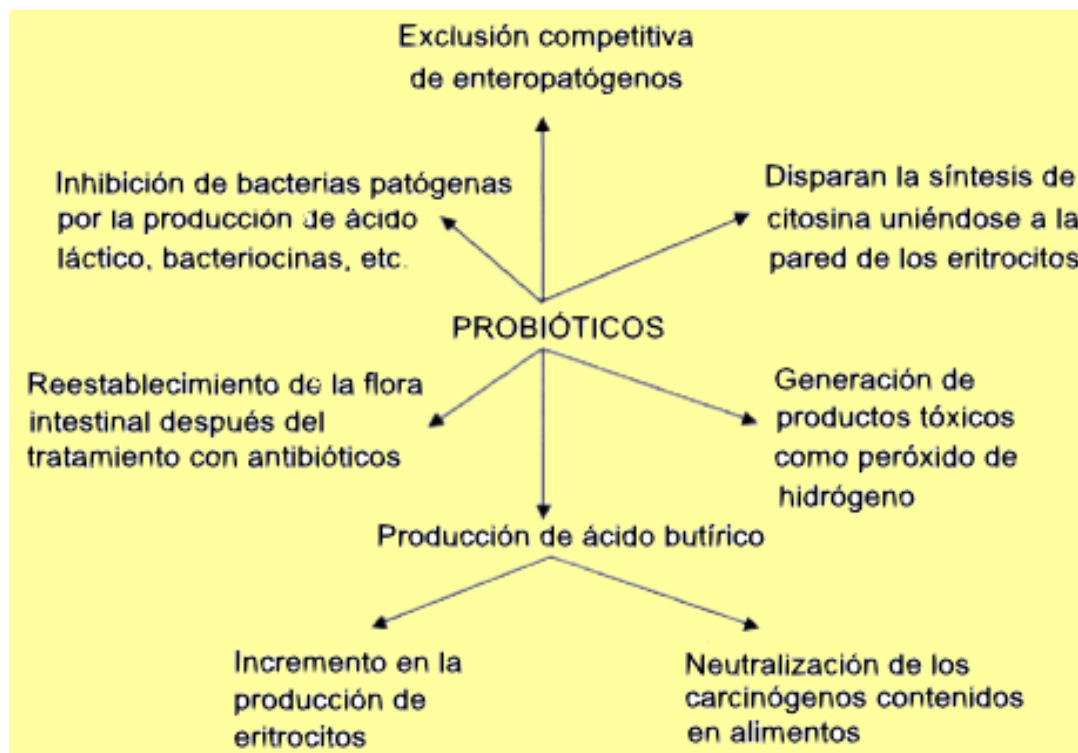 Exclusión competitiva
de enteropatógenos
Inhibición de bacterias patógenas
por la producción de ácido
láctico, bacteriocinas, etc.
Disparan la síntesis de
citosina uniéndose a la
pared de los eritrocitos
PROBIÓTICOS
Reestablecimiento de la flora
intestinal después del
tratamiento con antibióticos
Generación de
productos tóxicos
como peróxido de
hidrógeno
Producción de ácido butírico
Incremento en la
producción de
eritrocitos
Neutralización de los
carcinógenos contenidos
en alimentos